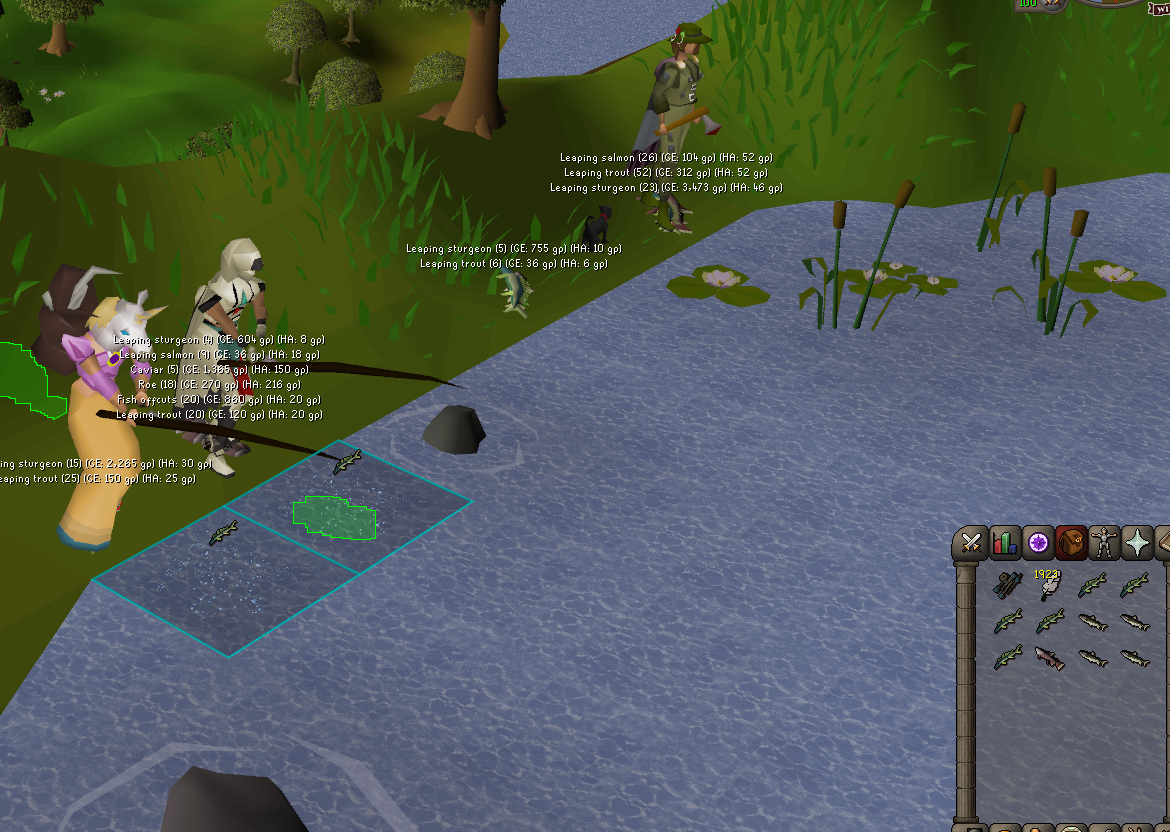 100
WI
Leaping salmon (26) (GE: 104 gp) (HA: 52 gp)
Leaping trout (52) (GE: 312 gp) (HA: 52 gp)
Leaping sturgeon (23) (GE: 3,473 gp) (HA: 46 gp)
Leaping sturgeon (5) (GE: 755 gp) (HA: 10 gp)
Leaping trout (6) (GE: 36 gp) (HA: 6 gp)
Leaping sturgeon (4) (GE: 604 gp) (HA: 8 gp)
Leaping salmon (9) (GE: 36 gp) (HA: 18 gp)
Caviar (5) (GE: 1,365 gp) (HA: 150 gp)
Roe (18) (GE: 270 gp) (HA: 216 gp)
Fish offcuts (20) (GE: 860 gp) (HA: 20 gp)
Leaping trout (20) (GE: 120 gp) (HA: 20 gp)
ing sturgeon (15) (GE: 2,265 gp) (HA: 30 gp)
eaping trout (25) (GE: 150 gp) (HA: 25 gp)
1923